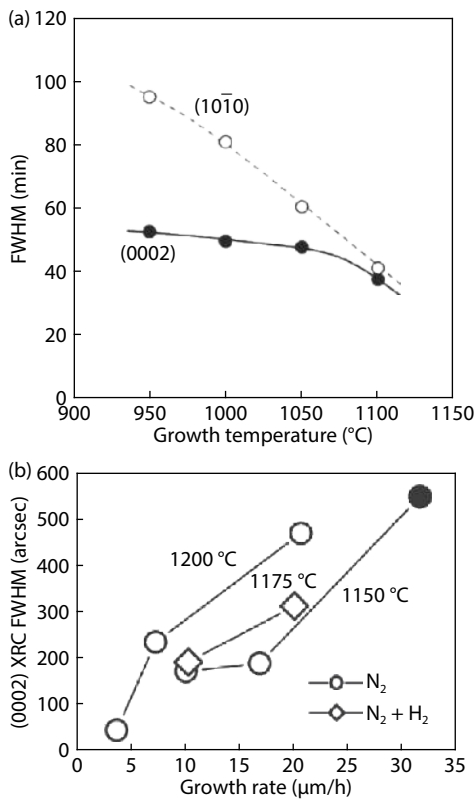 (a)
120
100
80
60
40
20
0
FWHM (min)
(101̄0)
(0002)
900 950 1000 1050 1100 1150
Growth temperature (°C)
(b)
600
500
400
300
200
100
0
(0002) XRC FWHM (arcsec)
1200 °C
1175 °C
1150 °C
N₂
N₂ + H₂
0 5 10 15 20 25 30 35
Growth rate (μm/h)